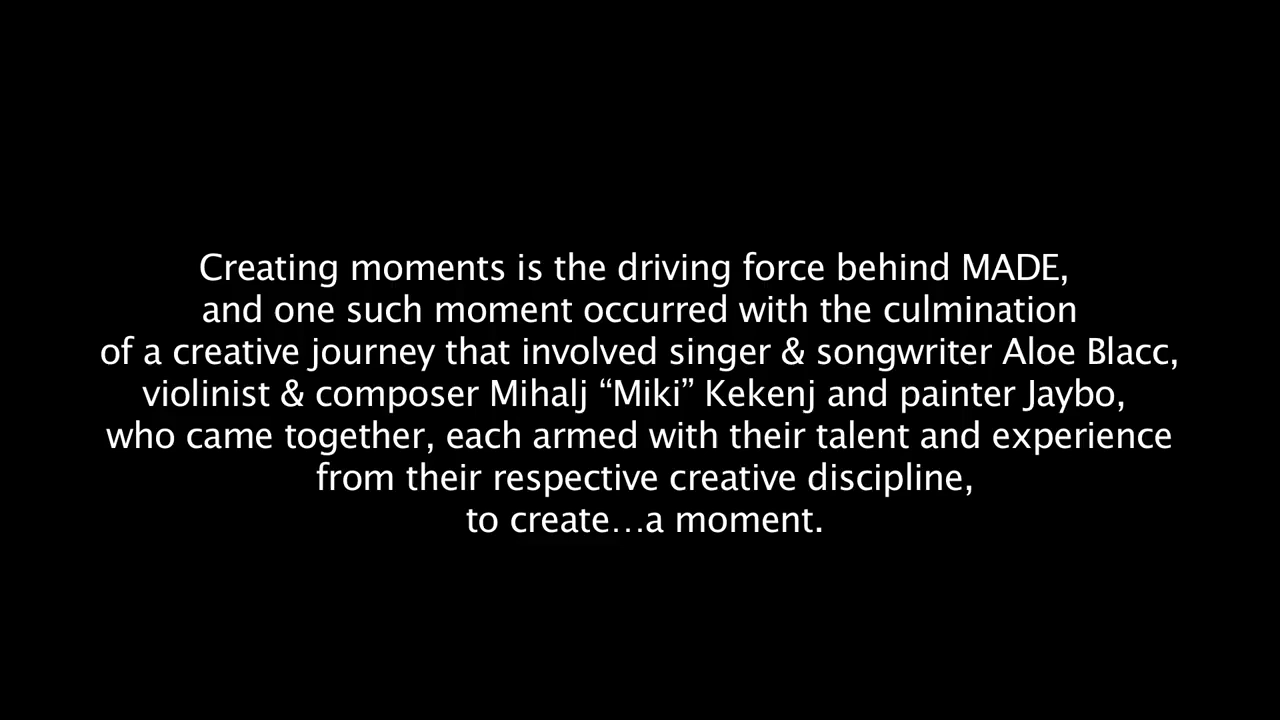 Creating moments is the driving force behind MADE,
and one such moment occurred with the culmination
of a creative journey that involved singer & songwriter Aloe Blacc,
violinist & composer Mihalj “Miki” Kekenj and painter Jaybo,
who came together, each armed with their talent and experience
from their respective creative discipline,
to create…a moment.